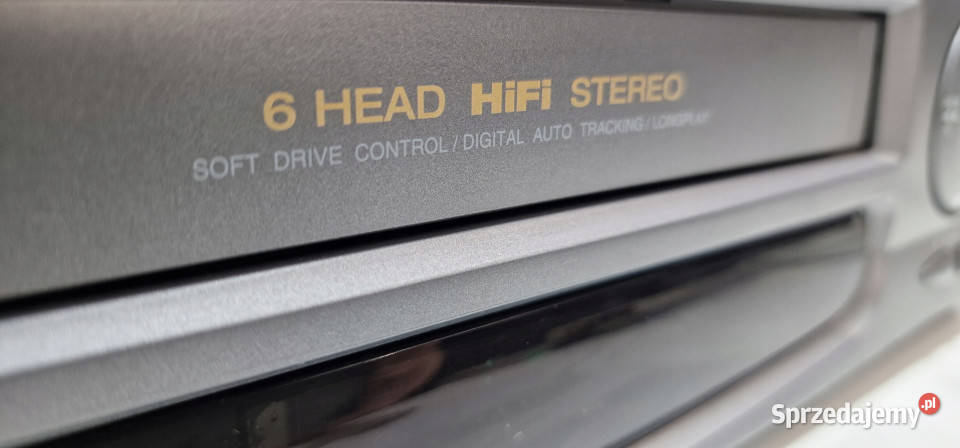 6 HEAD HiFi STEREO
SOFT DRIVE CONTROL/DIGITAL AUTO TRACKING/LONGPLAY
Sprzedajemy.pl